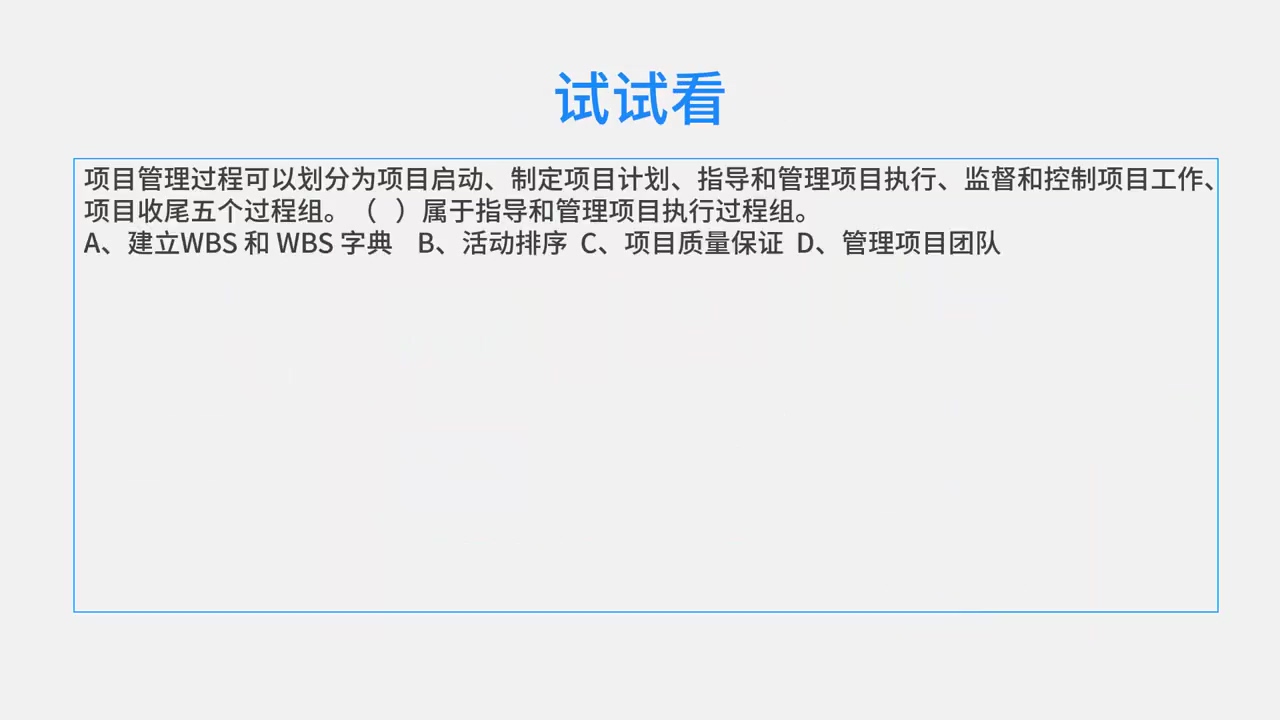 试试看
项目管理过程可以划分为项目启动、制定项目计划、指导和管理项目执行、监督和控制项目工作、
项目收尾五个过程组。（ ）属于指导和管理项目执行过程组。
A、建立WBS 和 WBS 字典 B、活动排序 C、项目质量保证 D、管理项目团队